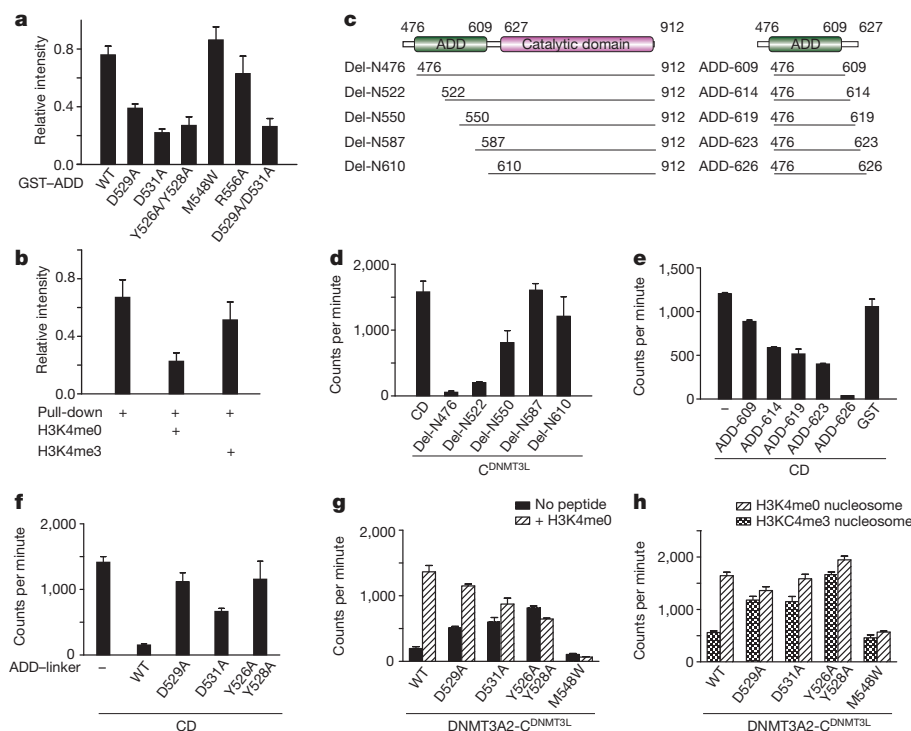 a
Relative intensity
0.8
0.4
0.0
GST–ADD
WT
D529A
D531A
Y526A/Y528A
M548W
R556A
D529A/D531A
b
Relative intensity
0.8
0.4
0.0
Pull-down + + +
H3K4me0 +
H3K4me3 +
c
476 609 627 912
ADD Catalytic domain
Del-N476 476 912
Del-N522 522 912
Del-N550 550 912
Del-N587 587 912
Del-N610 610 912
476 609 627
ADD
ADD-609 476 609
ADD-614 476 614
ADD-619 476 619
ADD-623 476 623
ADD-626 476 626
d
Counts per minute
2,000
1,000
0
CD
Del-N476
Del-N522
Del-N550
Del-N587
Del-N610
CDNMT3L
e
Counts per minute
1,500
1,000
500
0
–
ADD-609
ADD-614
ADD-619
ADD-623
ADD-626
GST
CD
f
Counts per minute
2,000
1,000
0
ADD–linker
–
WT
D529A
D531A
Y526A
Y528A
CD
g
No peptide
+ H3K4me0
Counts per minute
2,000
1,000
0
WT
D529A
D531A
Y526A
Y528A
M548W
DNMT3A2-CDNMT3L
h
H3K4me0 nucleosome
H3KC4me3 nucleosome
Counts per minute
2,000
1,000
0
WT
D529A
D531A
Y526A
Y528A
M548W
DNMT3A2-CDNMT3L